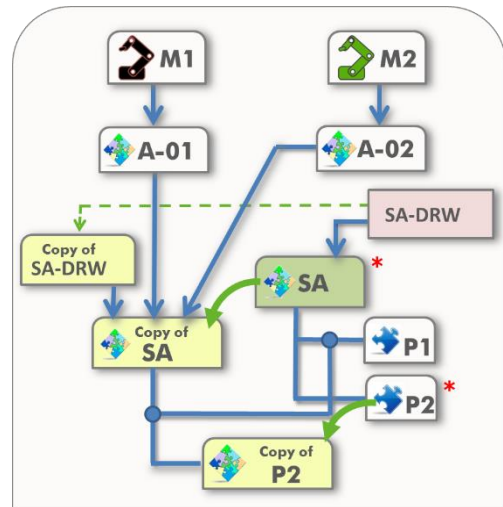 M1
M2
A-01
A-02
SA-DRW
Copy of
SA-DRW
SA
*
Copy of
SA
P1
P2
*
Copy of
P2